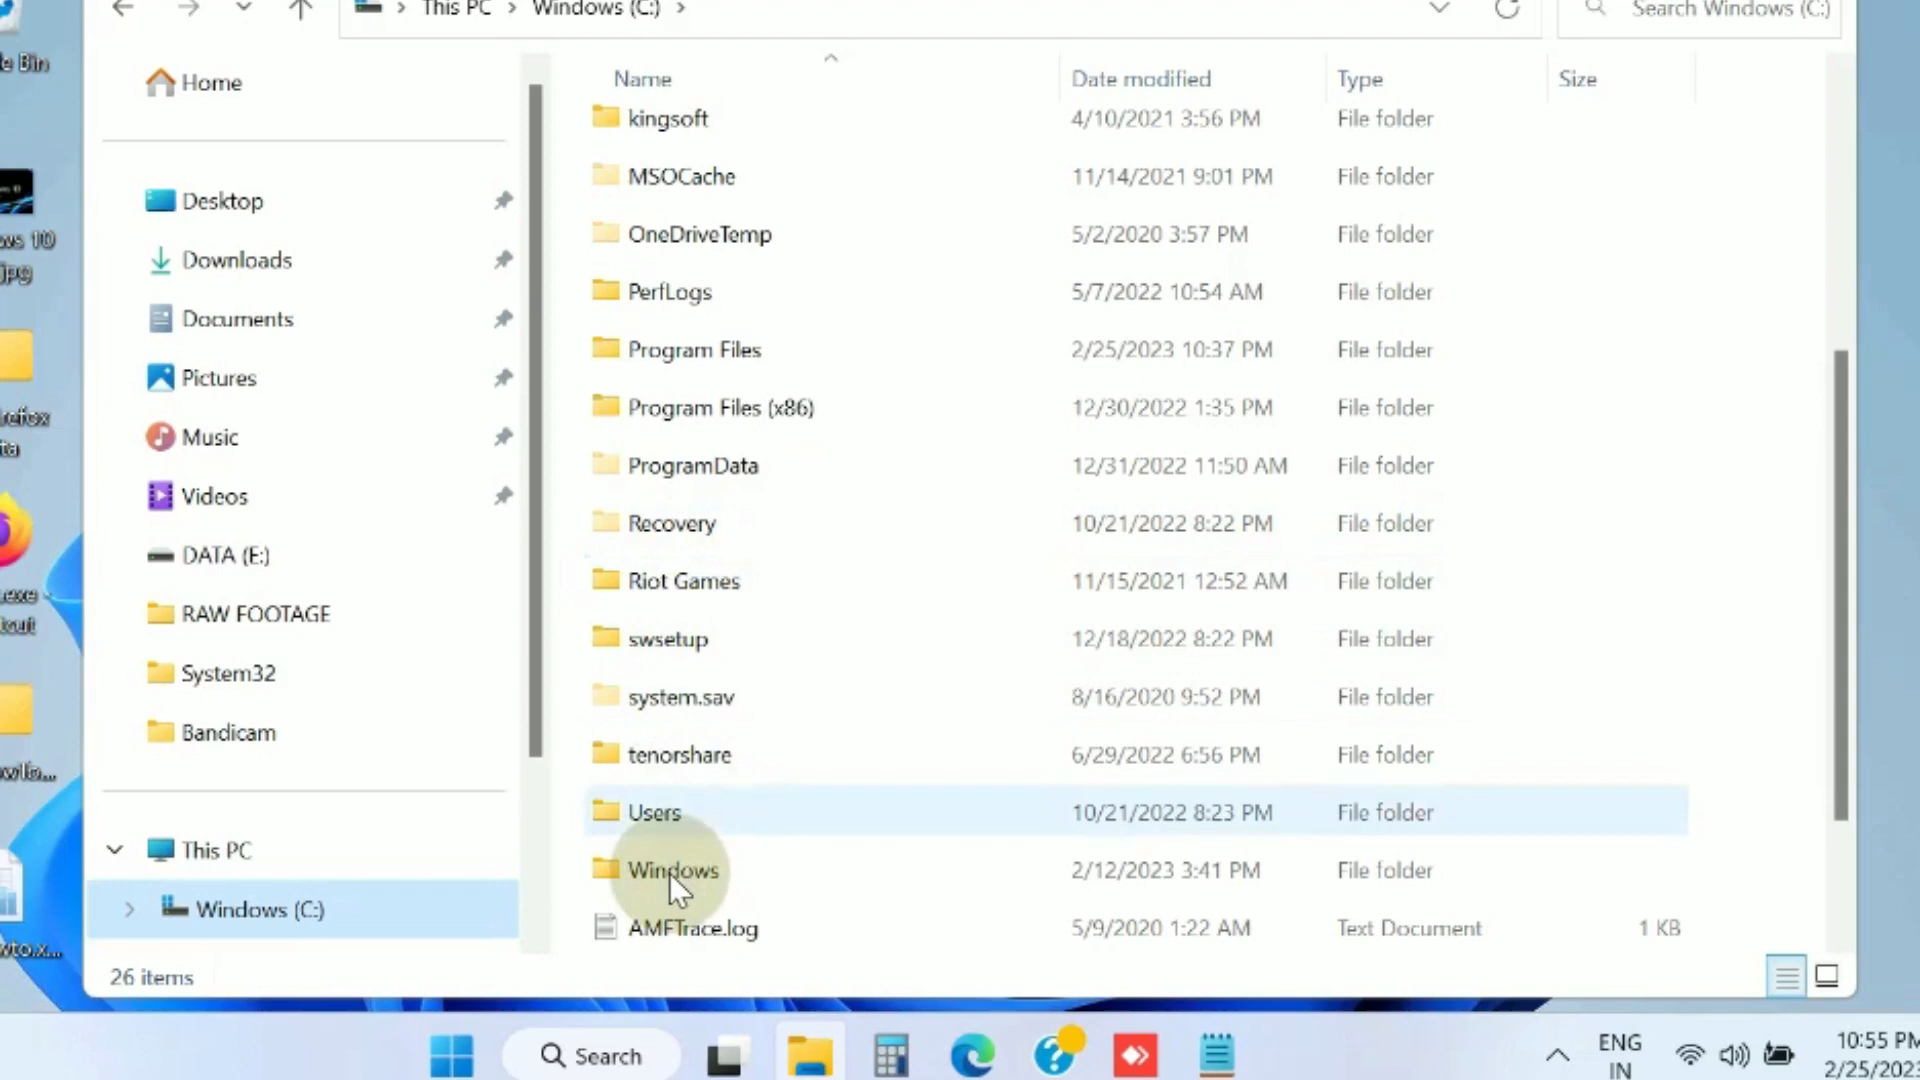 This PC > Windows (C:) >
Search Windows (C:)
Bin
Home
Name
Date modified
Type
Size
kingsoft
4/10/2021 3:56 PM
File folder
MSOCache
11/14/2021 9:01 PM
File folder
Desktop
OneDriveTemp
5/2/2020 3:57 PM
File folder
10
Downloads
jpg
PerfLogs
5/7/2022 10:54 AM
File folder
Documents
Program Files
2/25/2023 10:37 PM
File folder
Pictures
Program Files (x86)
12/30/2022 1:35 PM
File folder
Music
ProgramData
12/31/2022 11:50 AM
File folder
Videos
Recovery
10/21/2022 8:22 PM
File folder
DATA (E:)
Riot Games
11/15/2021 12:52 AM
File folder
RAW FOOTAGE
swsetup
12/18/2022 8:22 PM
File folder
System32
system.sav
8/16/2020 9:52 PM
File folder
Bandicam
tenorshare
6/29/2022 6:56 PM
File folder
Users
10/21/2022 8:23 PM
File folder
This PC
Windows
2/12/2023 3:41 PM
File folder
Windows (C:)
AMFTrace.log
5/9/2020 1:22 AM
Text Document
1 KB
26 items
Search
ENG
IN
10:55 PM
2/25/2023